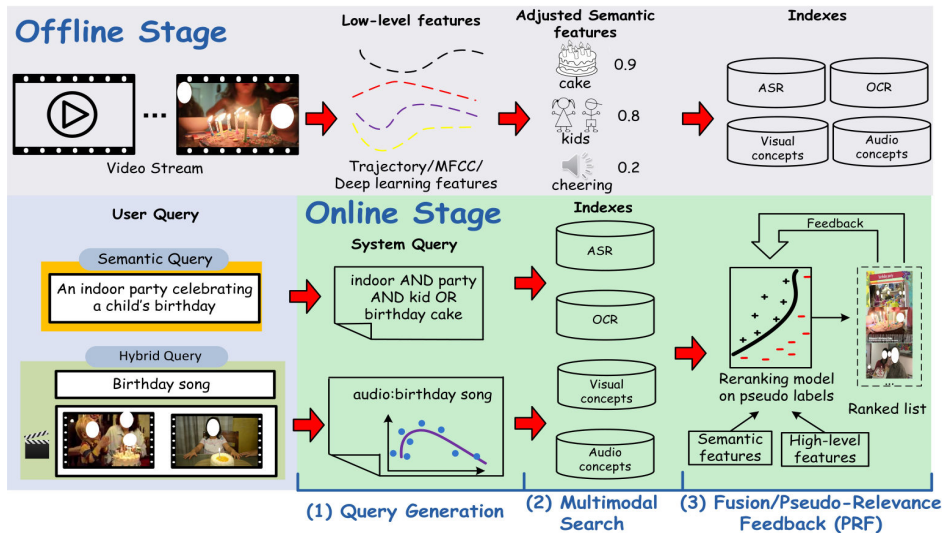 Offline Stage
Low-level features
Adjusted Semantic
features
Indexes
...
Video Stream
Trajectory/MFCC/
Deep learning features
cake
0.9
kids
0.8
cheering
0.2
ASR
OCR
Visual
concepts
Audio
concepts
User Query
Online Stage
Semantic Query
An indoor party celebrating
a child's birthday
Hybrid Query
Birthday song
System Query
indoor AND party
AND kid OR
birthday cake
audio:birthday song
Indexes
ASR
OCR
Visual
concepts
Audio
concepts
Feedback
Reranking model
on pseudo labels
Ranked list
Semantic
features
High-level
features
(1) Query Generation
(2) Multimodal
Search
(3) Fusion/Pseudo-Relevance
Feedback (PRF)